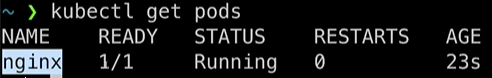 ~ ❯ kubectl get pods
NAME READY STATUS RESTARTS AGE
nginx 1/1 Running 0 23s